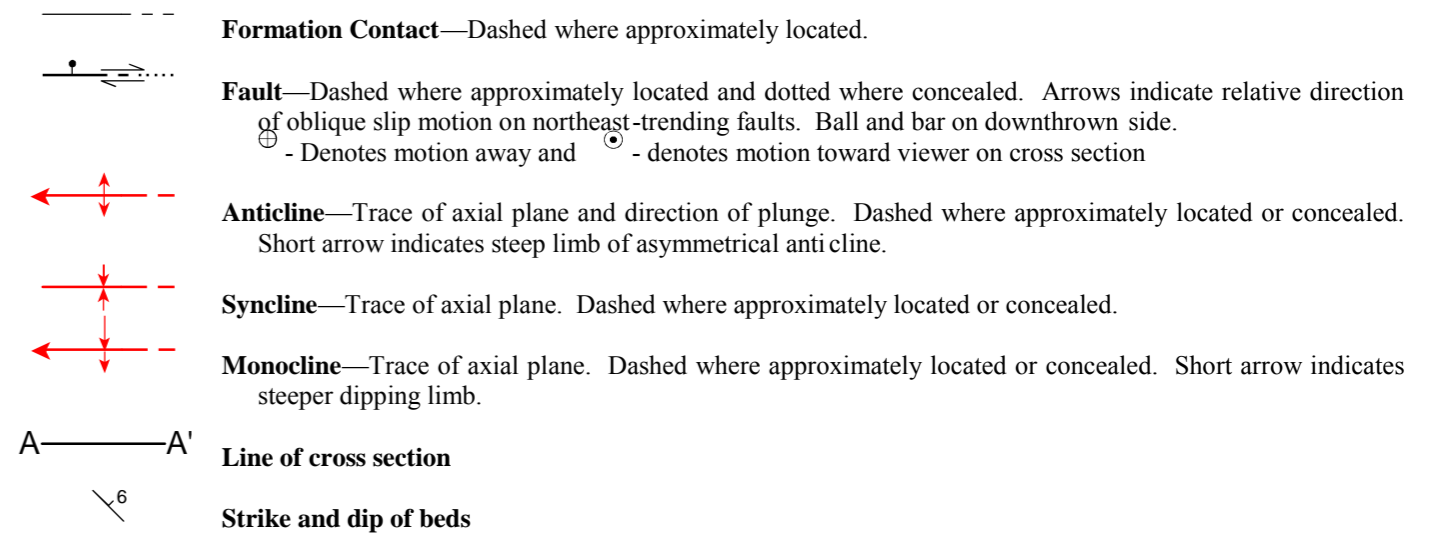 Formation Contact—Dashed where approximately located.
Fault—Dashed where approximately located and dotted where concealed. Arrows indicate relative direction
of oblique slip motion on northeast-trending faults. Ball and bar on downthrown side.
- Denotes motion away and - denotes motion toward viewer on cross section
Anticline—Trace of axial plane and direction of plunge. Dashed where approximately located or concealed.
Short arrow indicates steep limb of asymmetrical anti cline.
Syncline—Trace of axial plane. Dashed where approximately located or concealed.
Monocline—Trace of axial plane. Dashed where approximately located or concealed. Short arrow indicates
steeper dipping limb.
A A'
Line of cross section
6
Strike and dip of beds